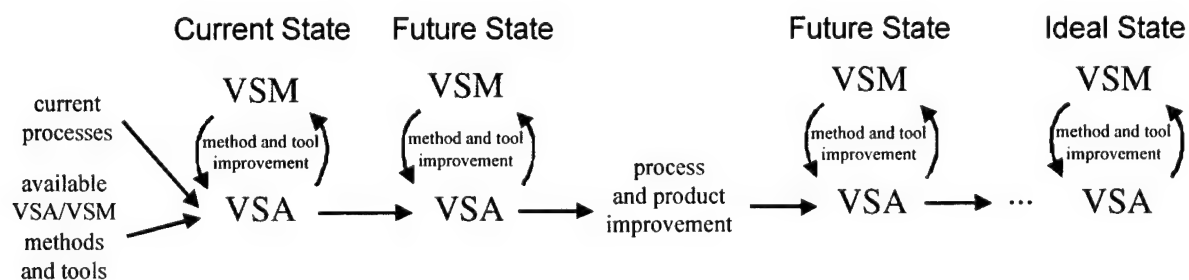 Current State
Future State
Future State
Ideal State
VSM
VSM
VSM
VSM
current
processes
method and tool
improvement
method and tool
improvement
method and tool
improvement
method and tool
improvement
available
VSA/VSM
methods
and tools
VSA
VSA
process
and product
improvement
VSA
...
VSA